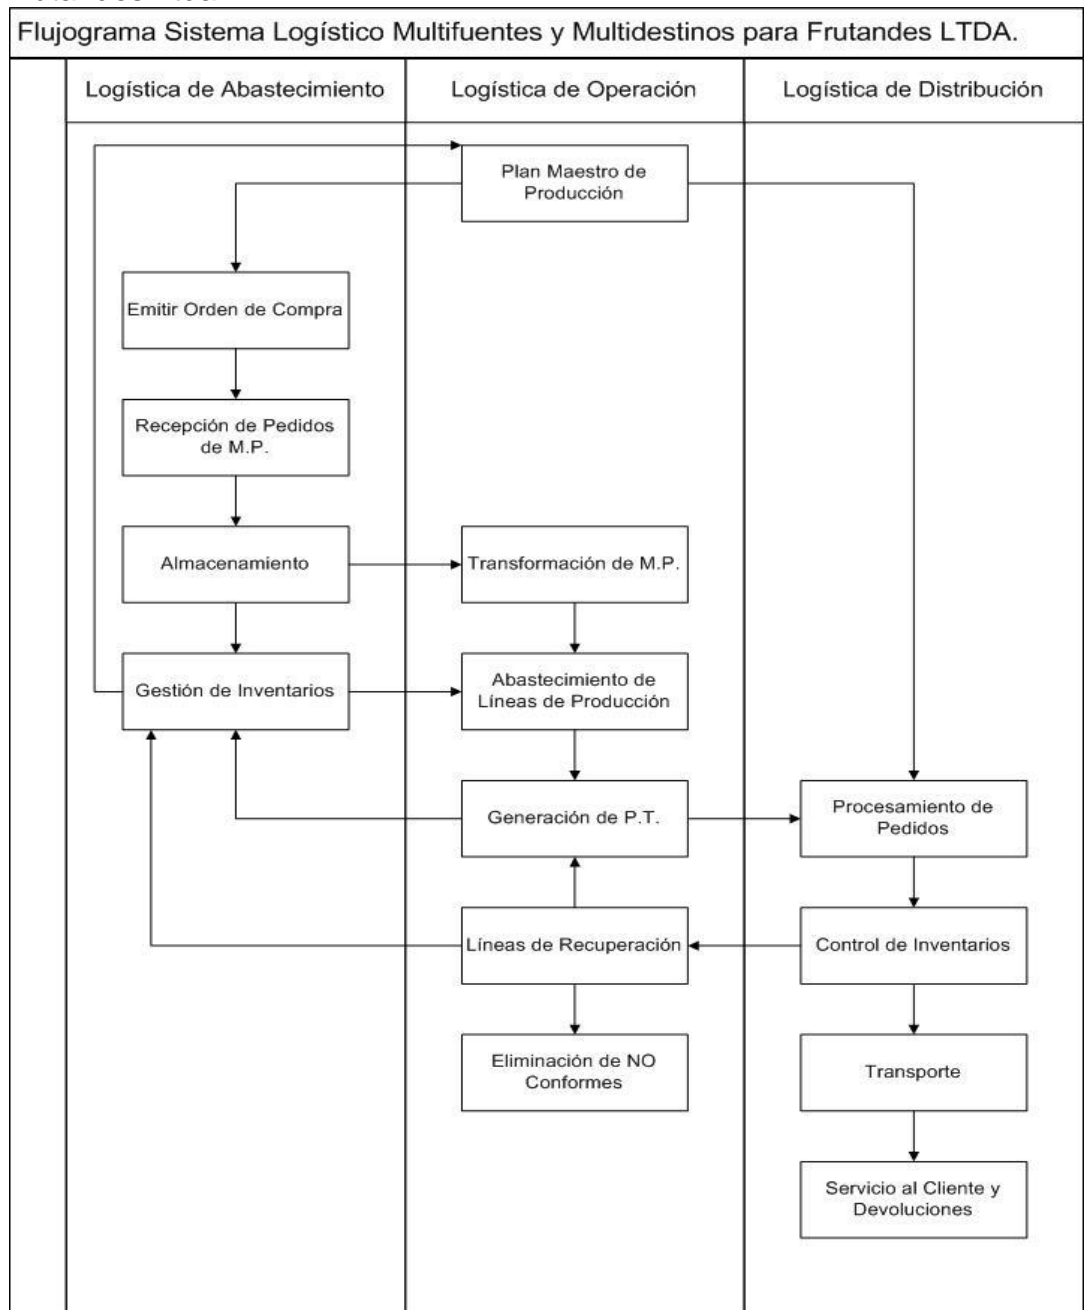 Flujograma Sistema Logístico Multifuentes y Multidestinos para Frutandes LTDA.
Logística de Abastecimiento
Logística de Operación
Logística de Distribución
Plan Maestro de
Producción
Emitir Orden de Compra
Recepción de Pedidos
de M.P.
Almacenamiento
Transformación de M.P.
Gestión de Inventarios
Abastecimiento de
Líneas de Producción
Generación de P.T.
Procesamiento de
Pedidos
Líneas de Recuperación
Control de Inventarios
Eliminación de NO
Conformes
Transporte
Servicio al Cliente y
Devoluciones